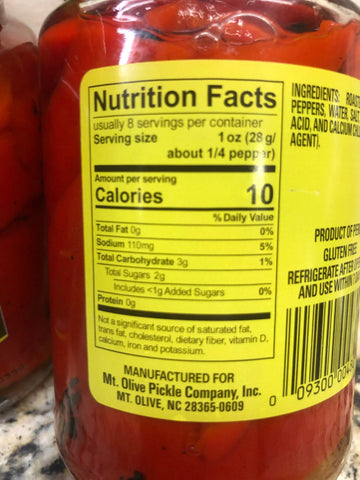 Nutrition Facts
usually 8 servings per container
Serving size 1 oz (28 g/
about 1/4 pepper)
Amount per serving
Calories 10
% Daily Value
Total Fat 0g 0%
Sodium 110mg 5%
Total Carbohydrate 3g 1%
Total Sugars 2g
Includes <1g Added Sugars 0%
Protein 0g
Not a significant source of saturated fat,
trans fat, cholesterol, dietary fiber, vitamin D,
calcium, iron and potassium.
MANUFACTURED FOR
Mt. Olive Pickle Company, Inc.
MT. OLIVE, NC 28365-0609
INGREDIENTS:
PEPPERS, WATER, SALT,
ACID, AND CALCIUM
AGENT).
PRODUCT OF
GLUTEN FREE
REFRIGERATE AFTER
AND USE WITHIN
0 09300